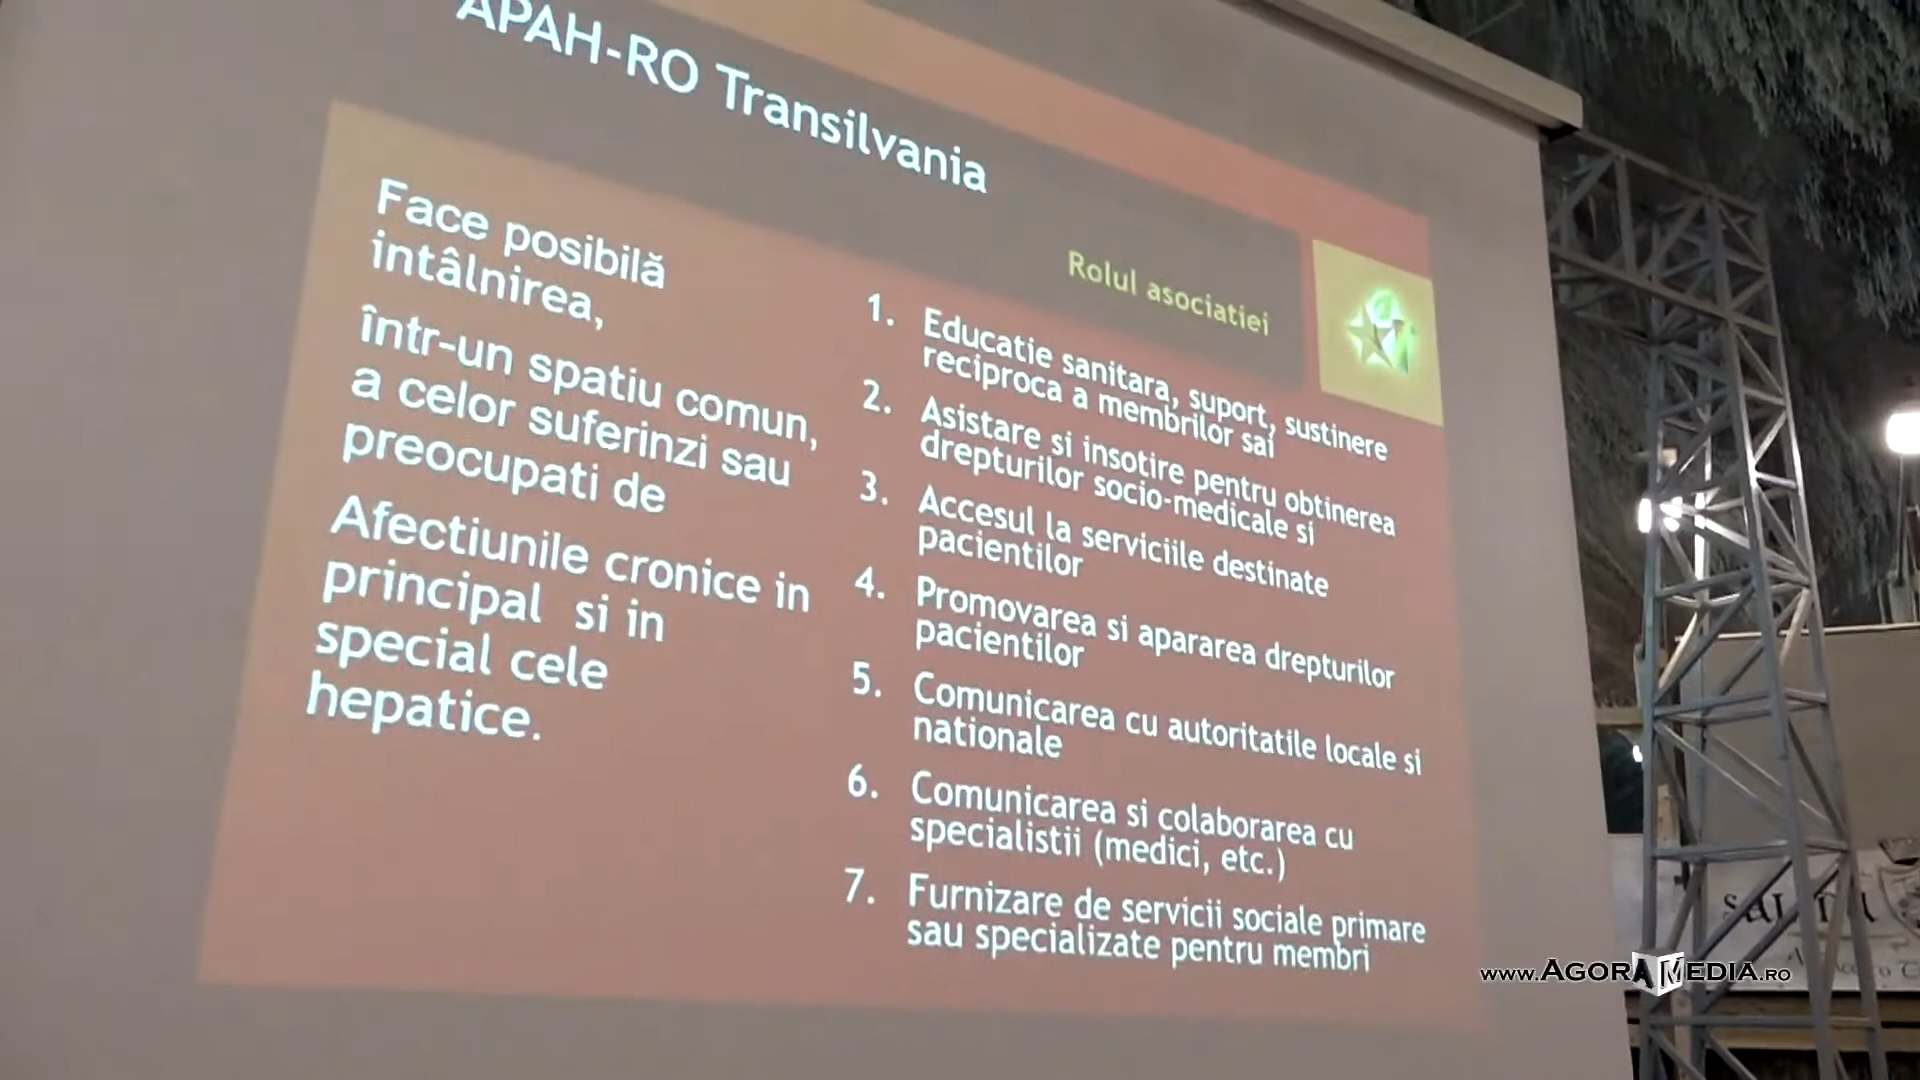 APAH-RO Transilvania
Face posibilă
intâlnirea,
într-un spatiu comun,
a celor suferinzi sau
preocupati de
Afectiunile cronice in
principal si in
special cele
hepatice.
Rolul asociatiei
1. Educatie sanitara, suport, sustinere
reciproca a membrilor sai
2. Asistare si insotire pentru obtinerea
drepturilor socio-medicale si
3. Accesul la serviciile destinate
pacientilor
4. Promovarea si apararea drepturilor
pacientilor
5. Comunicarea cu autoritatile locale si
nationale
6. Comunicarea si colaborarea cu
specialistii (medici, etc.)
7. Furnizare de servicii sociale primare
sau specializate pentru membri
www.AGORAMEDIA.RO